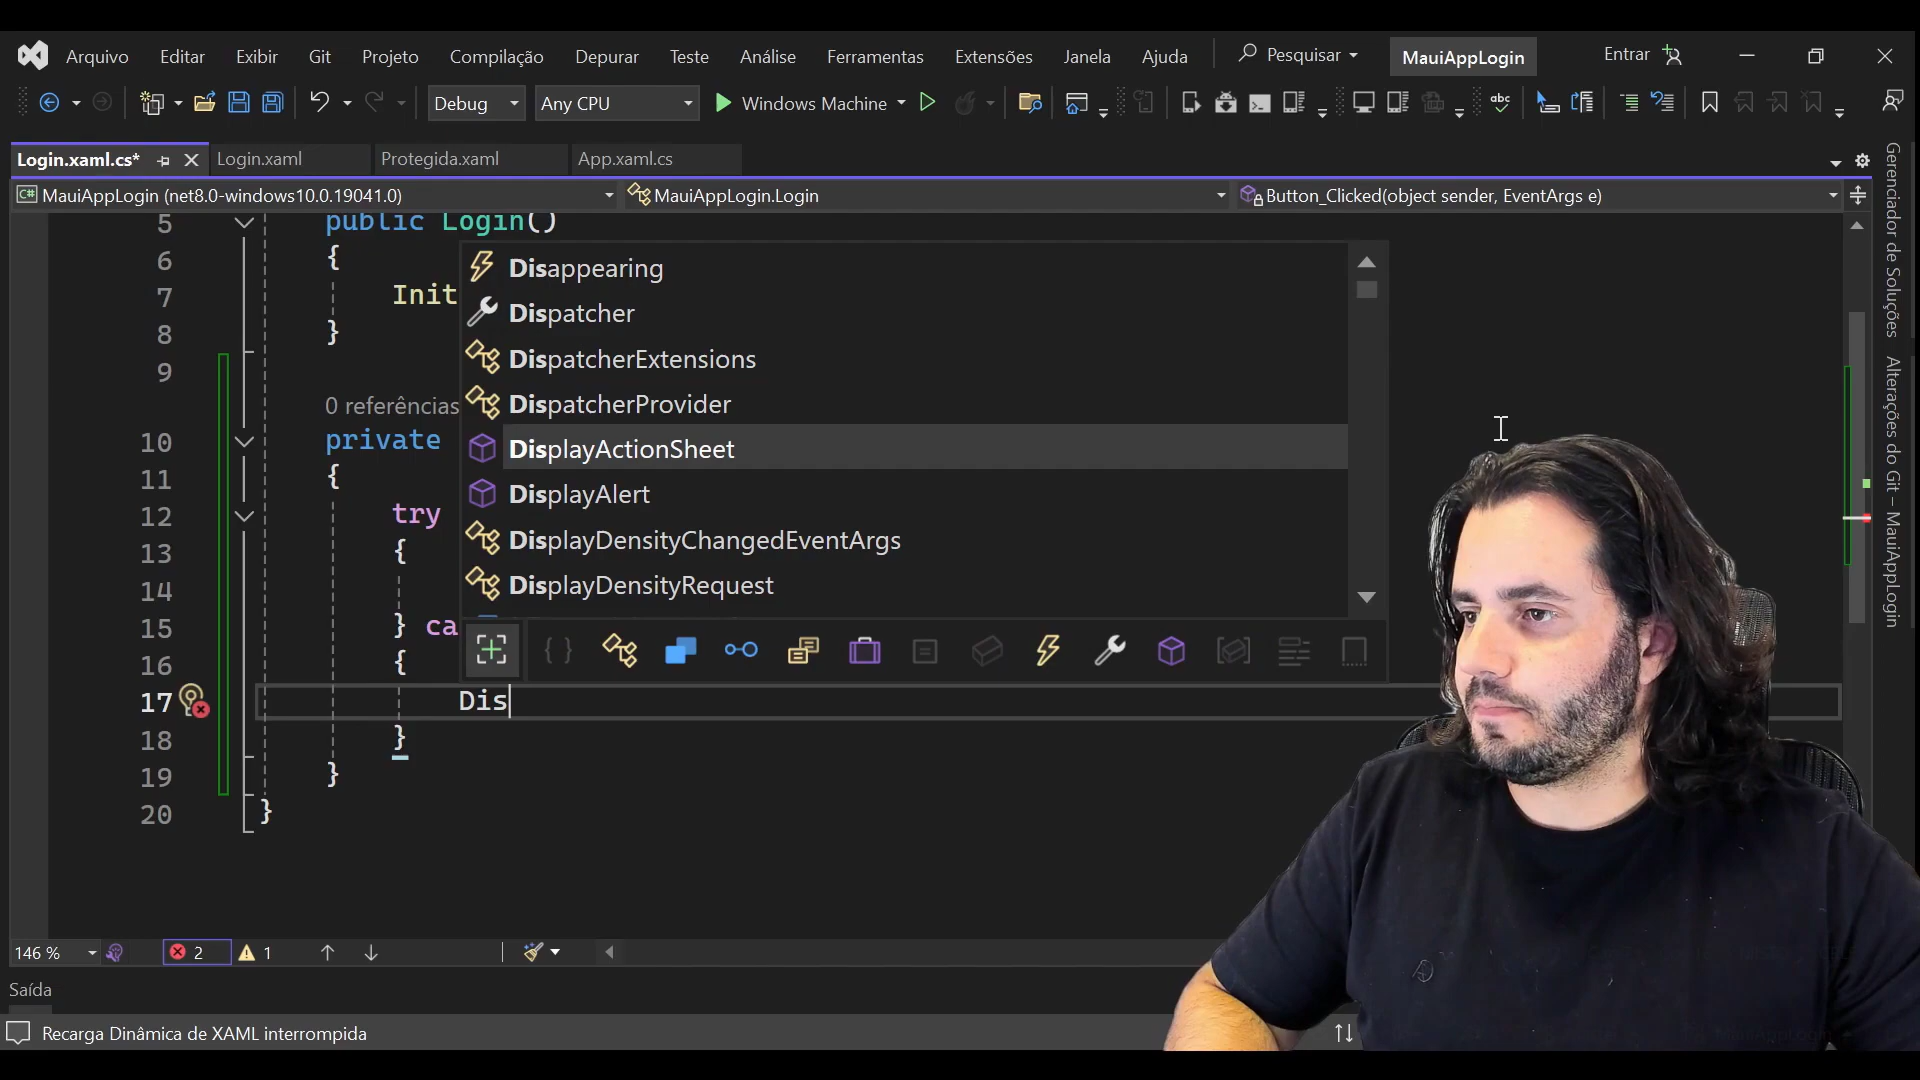 Arquivo Editar Exibir Git Projeto Compilação Depurar Teste Análise Ferramentas Extensões Janela Ajuda Pesquisar MauiAppLogin Entrar
Debug Any CPU Windows Machine abc
Login.xaml.cs* Login.xaml Protegida.xaml App.xaml.cs
C# MauiAppLogin (net8.0-windows10.0.19041.0) MauiAppLogin.Login Button_Clicked(object sender, EventArgs e)
5 public Login()
6 {
Disappearing
7 Init
Dispatcher
8 }
DispatcherExtensions
9
DispatcherProvider
0 referências
10 private
DisplayActionSheet
11 {
DisplayAlert
12 try
DisplayDensityChangedEventArgs
13 {
DisplayDensityRequest
14
15 } ca
16 {
17 Dis
18 }
19 }
20 }
Gerenciador de Soluções
Alterações do Git – MauiAppLogin
146 % 2 1
Saída
Recarga Dinâmica de XAML interrompida